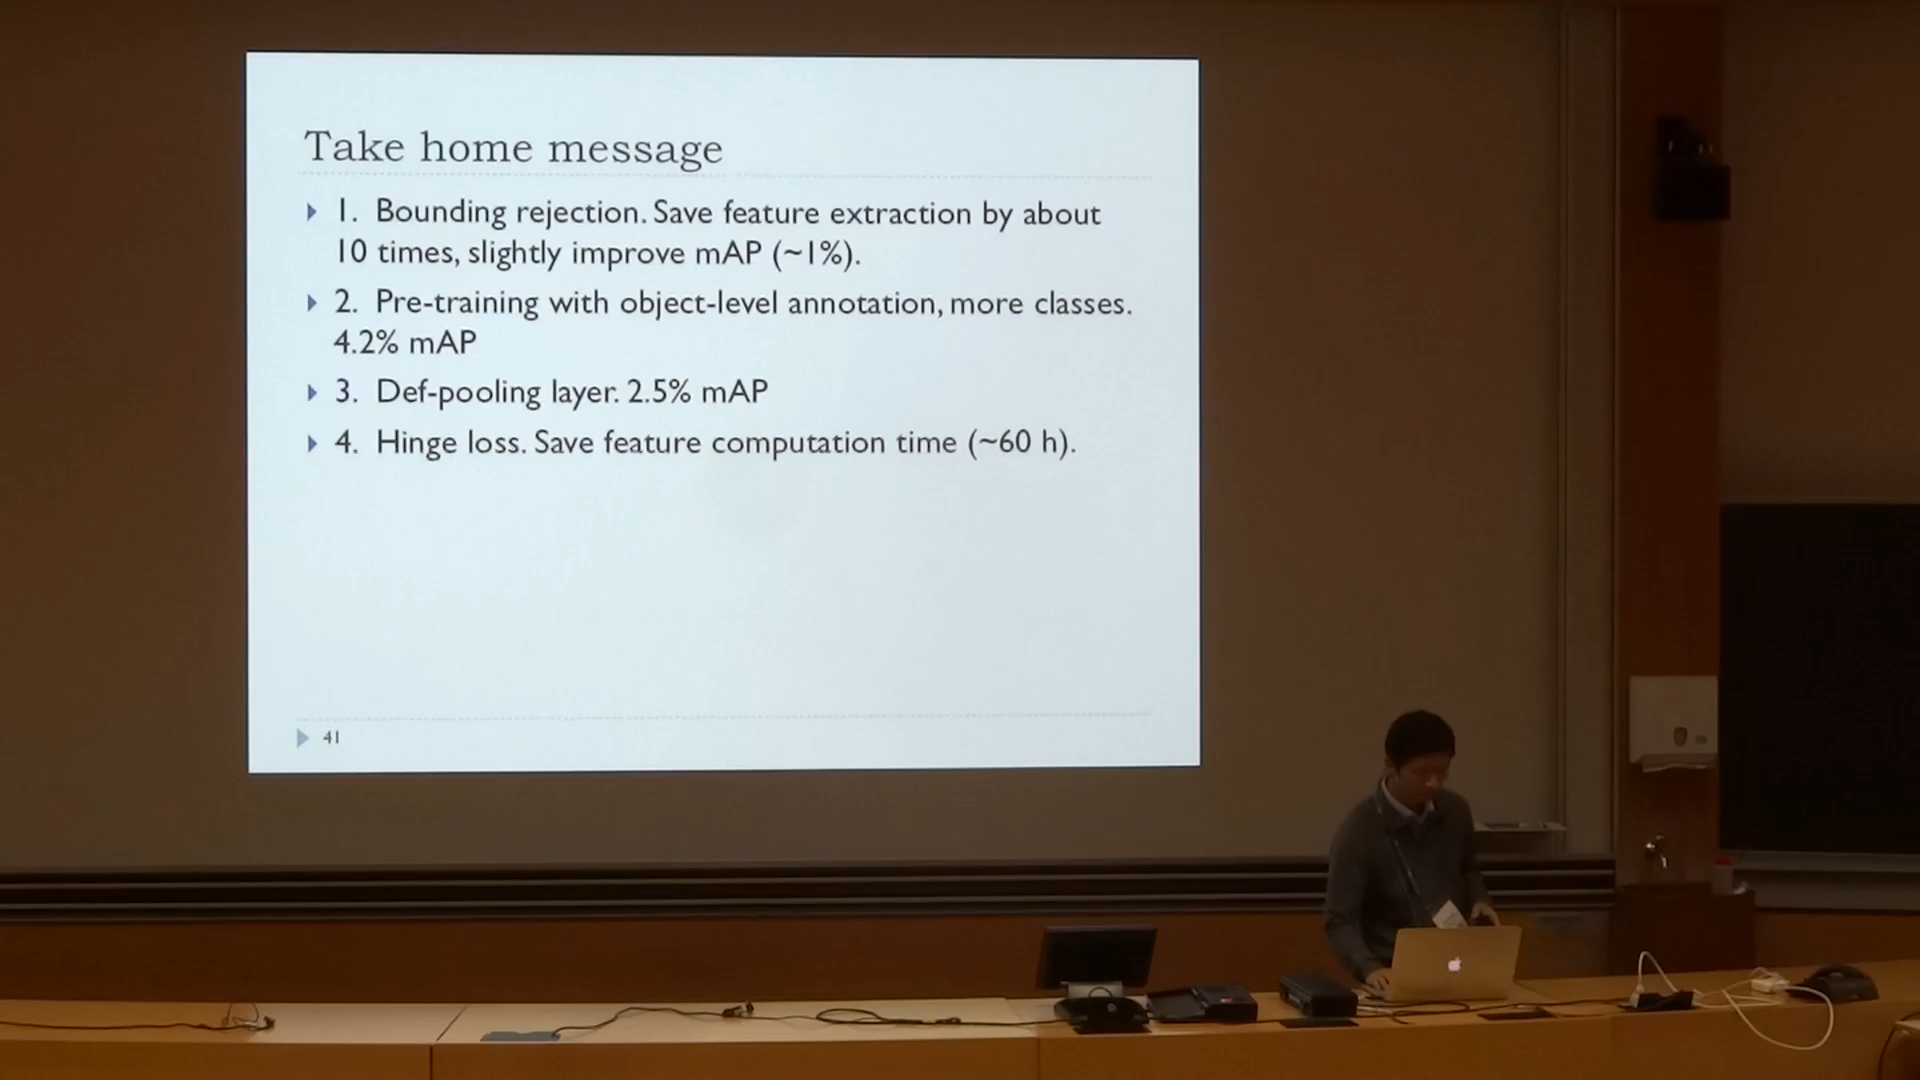 Take home message
1. Bounding rejection. Save feature extraction by about
10 times, slightly improve mAP (~1%).
2. Pre-training with object-level annotation, more classes.
4.2% mAP
3. Def-pooling layer. 2.5% mAP
4. Hinge loss. Save feature computation time (~60 h).
41